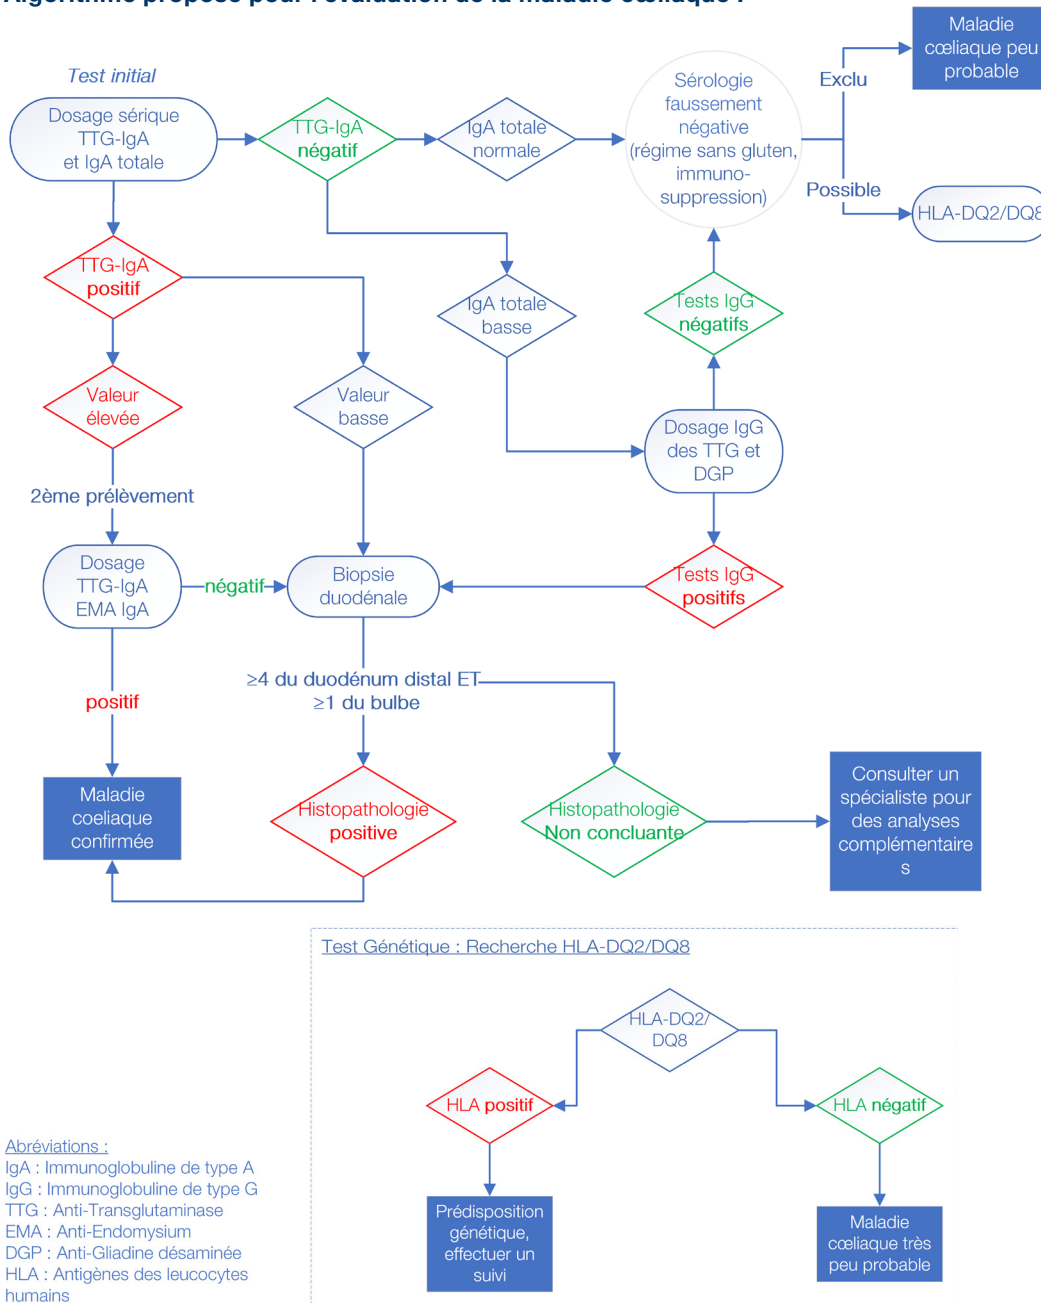 Algorithme proposé pour l'évaluation de la maladie cœliaque :
Test initial
Dosage sérique
TTG-IgA
et IgA totale
TTG-IgA
négatif
IgA totale
normale
Sérologie
faussement
négative
(régime sans gluten,
immuno-
suppression)
Exclu
Maladie
cœliaque peu
probable
Possible
HLA-DQ2/DQ8
TTG-IgA
positif
IgA totale
basse
Tests IgG
négatifs
Valeur
élevée
Valeur
basse
Dosage IgG
des TTG et
DGP
2ème prélèvement
Dosage
TTG-IgA
EMA IgA
négatif
Biopsie
duodénale
Tests IgG
positifs
≥4 du duodénum distal ET
≥1 du bulbe
positif
Maladie
coeliaque
confirmée
Histopathologie
positive
Histopathologie
Non concluante
Consulter un
spécialiste pour
des analyses
complémentaire
s
Test Génétique : Recherche HLA-DQ2/DQ8
HLA-DQ2/
DQ8
HLA positif
HLA négatif
Prédisposition
génétique,
effectuer un
suivi
Maladie
cœliaque très
peu probable
Abréviations :
IgA : Immunoglobuline de type A
IgG : Immunoglobuline de type G
TTG : Anti-Transglutaminase
EMA : Anti-Endomysium
DGP : Anti-Gliadine désaminée
HLA : Antigènes des leucocytes
humains